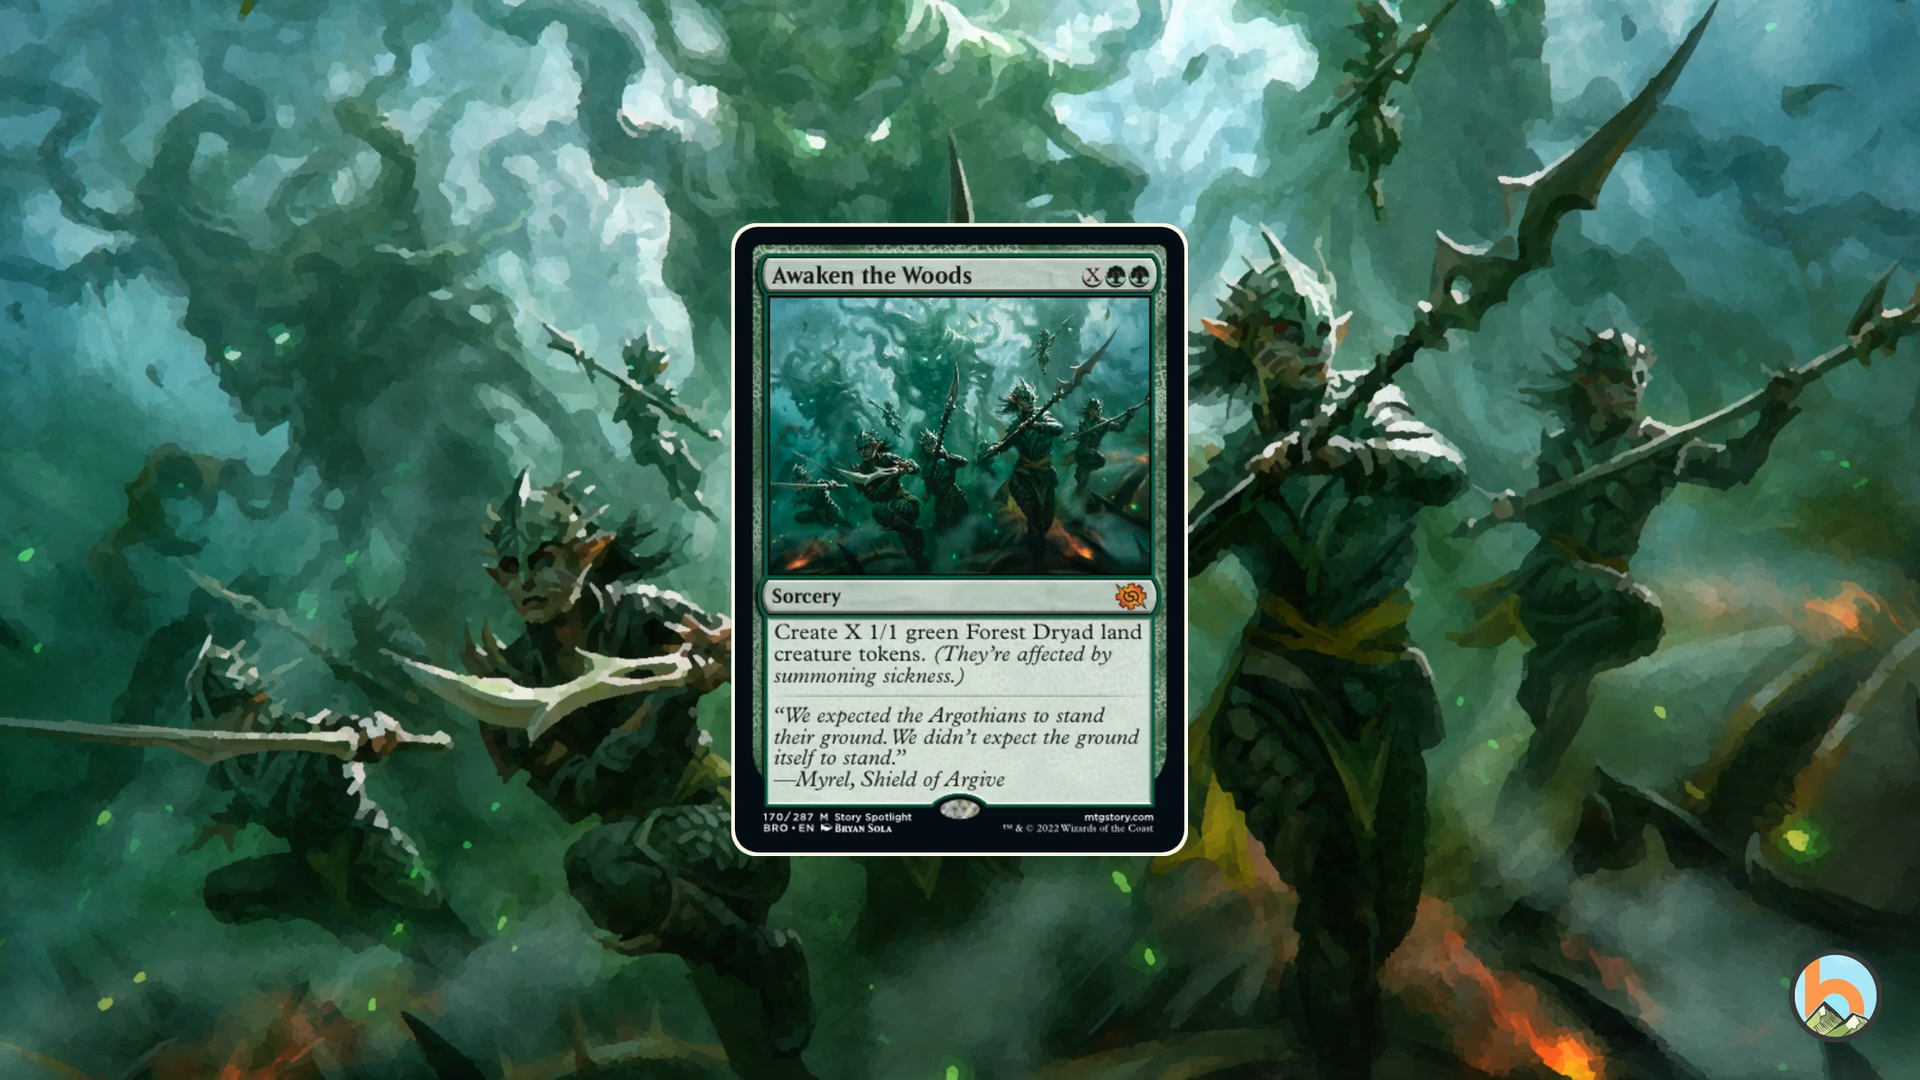 Awaken the Woods X
Sorcery
Create X 1/1 green Forest Dryad land
creature tokens. (They're affected by
summoning sickness.)
“We expected the Argothians to stand
their ground. We didn't expect the ground
itself to stand.”
—Myrel, Shield of Argive
170/287 M Story Spotlight
BRO • EN Bryan Sola
mtgstory.com
™ & © 2022 Wizards of the Coast